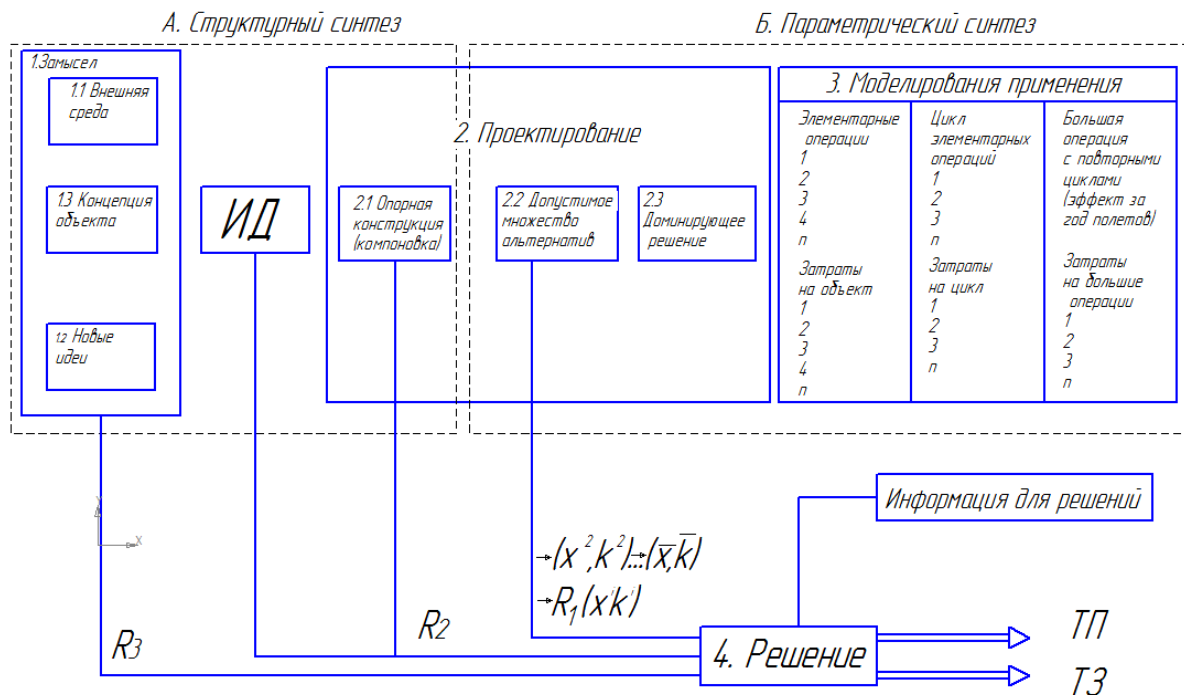 А. Структурный синтез
Б. Параметрический синтез
1.Замысел
1.1 Внешняя
среда
1.3 Концепция
объекта
1.2 Новые
идеи
ИД
2. Проектирование
2.1 Опорная
конструкция
(компоновка)
2.2 Допустимое
множество
альтернатив
2.3
Доминирующее
решение
3. Моделирования применения
Элементарные
операции
1
2
3
4
n
Затраты
на объект
1
2
3
4
n
Цикл
элементарных
операций
1
2
3
n
Затраты
на цикл
1
2
3
n
Большая
операция
с повторными
циклами
(эффект за
год полетов)
Затраты
на большие
операции
1
2
3
n
Информация для решений
Y
X
→(x²,k²)...→(x̅,k̅)
→R₁(xⁱkⁱ)
R3
R2
4. Решение
ТП
ТЗ